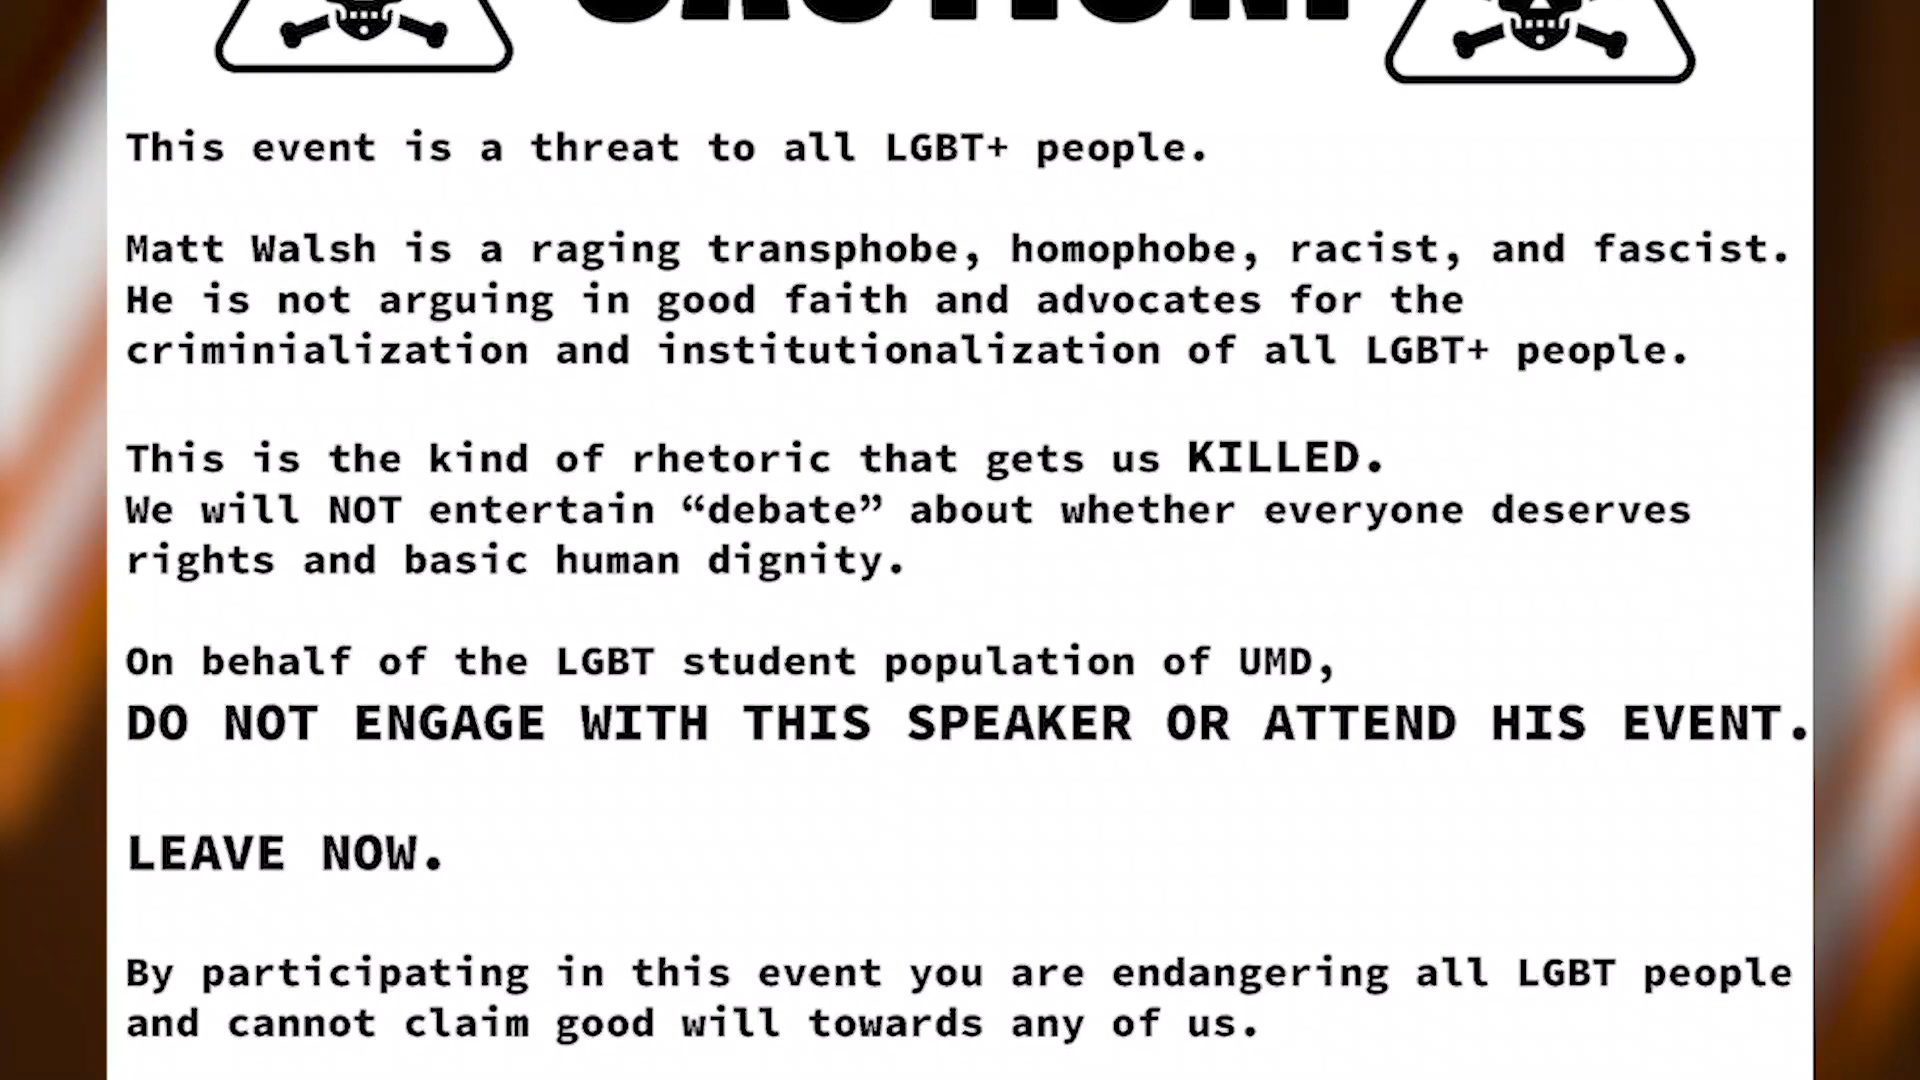 CAUTION!
This event is a threat to all LGBT+ people.
Matt Walsh is a raging transphobe, homophobe, racist, and fascist.
He is not arguing in good faith and advocates for the
criminialization and institutionalization of all LGBT+ people.
This is the kind of rhetoric that gets us KILLED.
We will NOT entertain “debate” about whether everyone deserves
rights and basic human dignity.
On behalf of the LGBT student population of UMD,
DO NOT ENGAGE WITH THIS SPEAKER OR ATTEND HIS EVENT.
LEAVE NOW.
By participating in this event you are endangering all LGBT people
and cannot claim good will towards any of us.